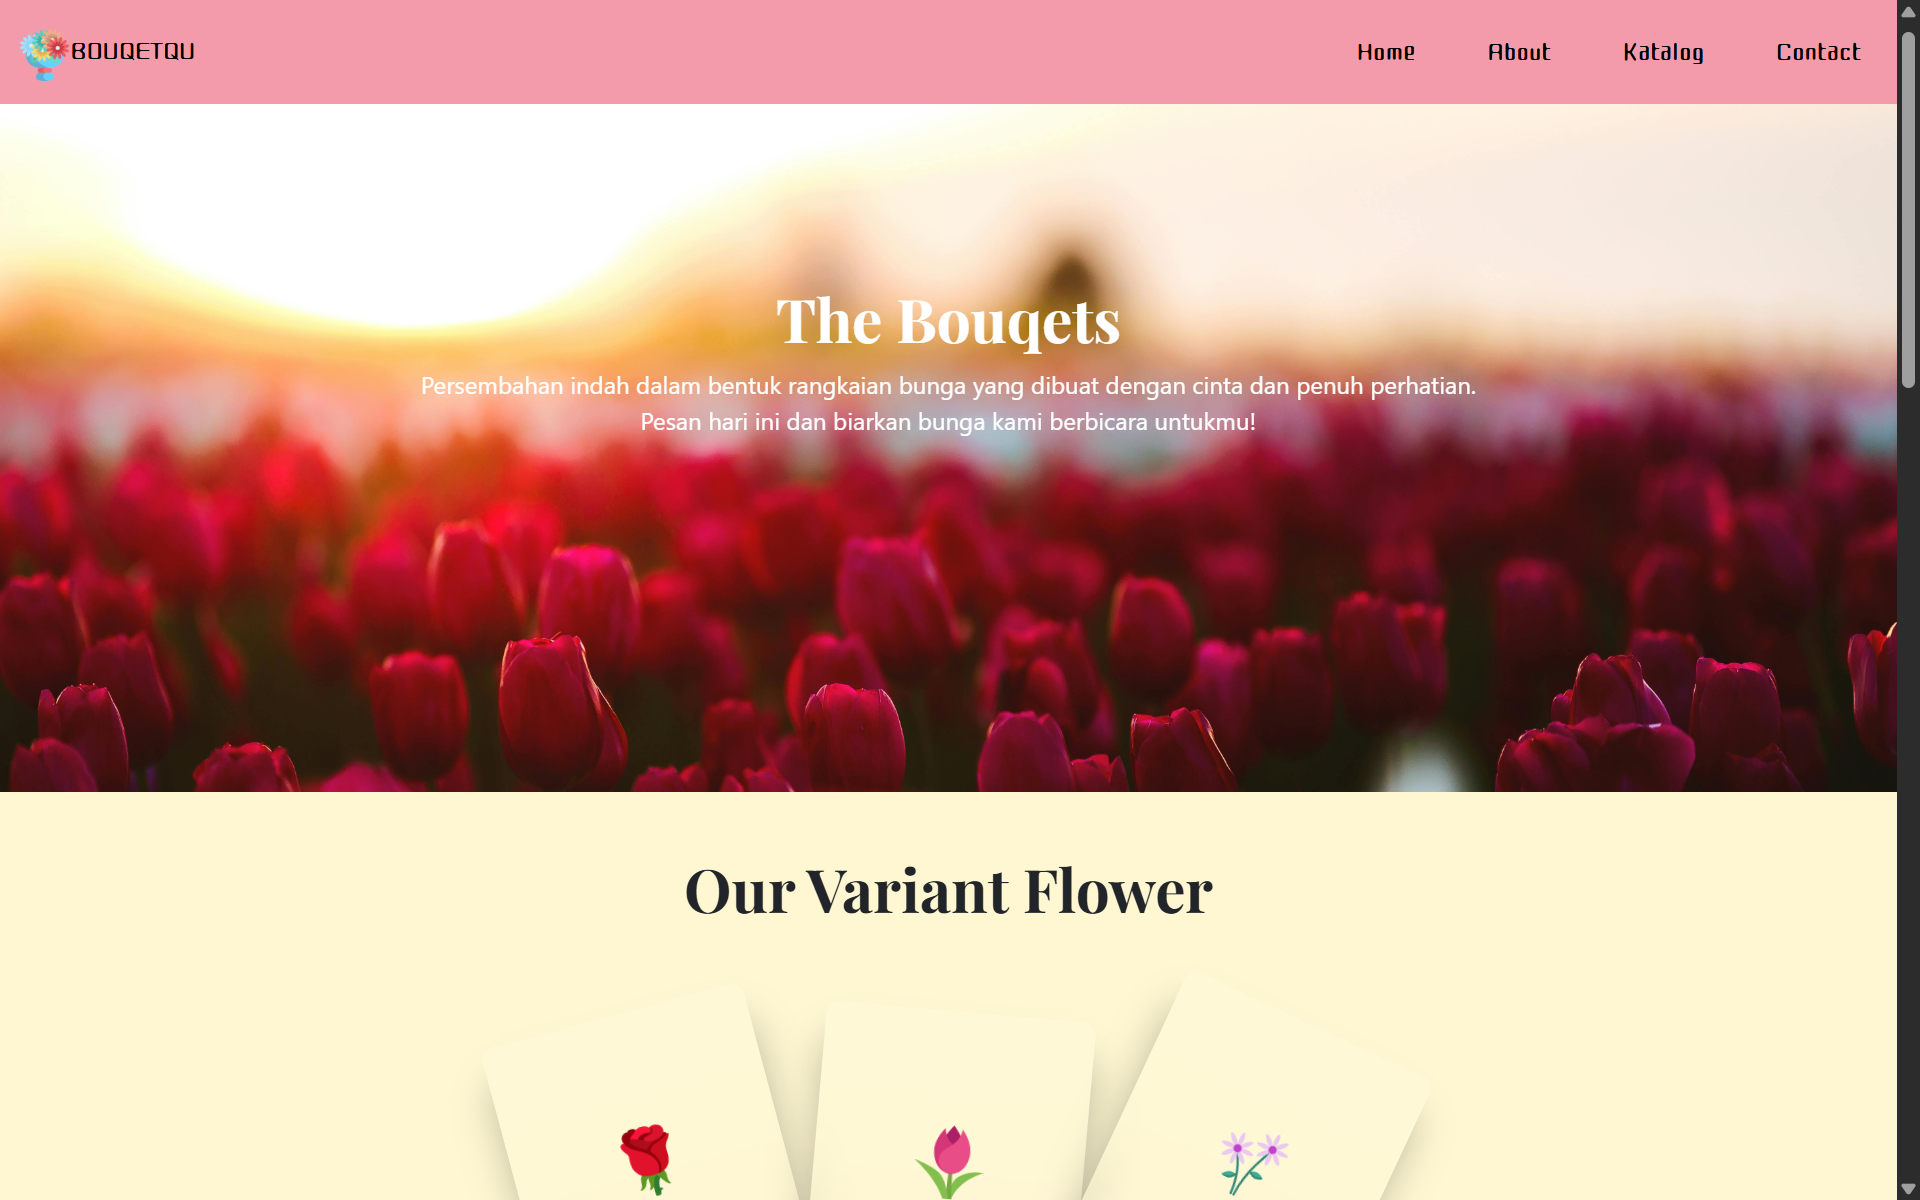 BOUQETQU
Home
About
Katalog
Contact
The Bouqets
Persembahan indah dalam bentuk rangkaian bunga yang dibuat dengan cinta dan penuh perhatian.
Pesan hari ini dan biarkan bunga kami berbicara untukmu!
Our Variant Flower